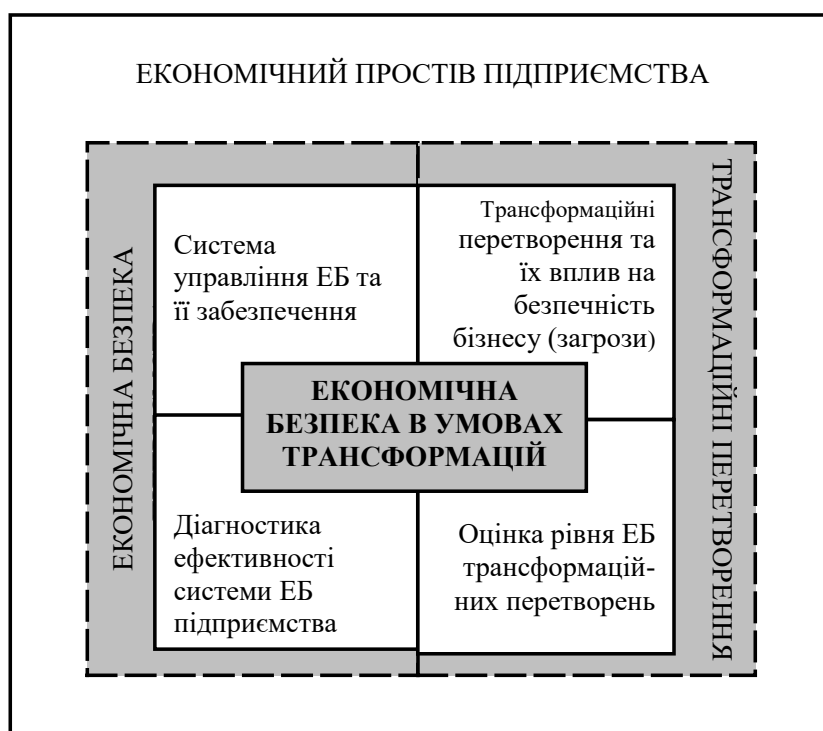 ЕКОНОМІЧНИЙ ПРОСТІВ ПІДПРИЄМСТВА
ЕКОНОМІЧНА БЕЗПЕКА
Система
управління ЕБ та
її забезпечення
Трансформаційні
перетворення та
їх вплив на
безпечність
бізнесу (загрози)
ЕКОНОМІЧНА
БЕЗПЕКА В УМОВАХ
ТРАНСФОРМАЦІЙ
Діагностика
ефективності
системи ЕБ
підприємства
Оцінка рівня ЕБ
трансформацій-
них перетворень
ТРАНСФОРМАЦІЙНІ ПЕРЕТВОРЕННЯ